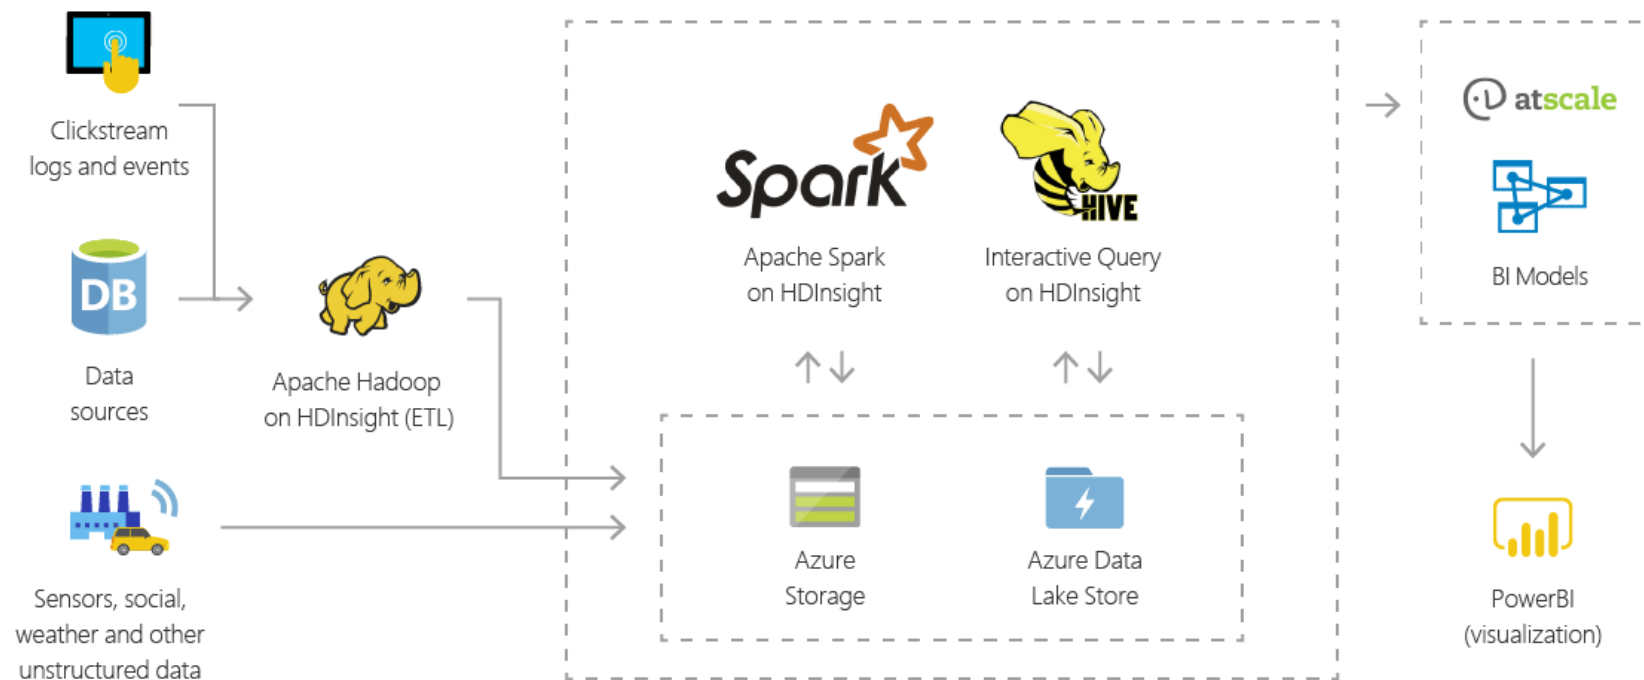 Clickstream
logs and events
DB
Data
sources
Sensors, social,
weather and other
unstructured data
Apache Hadoop
on HDInsight (ETL)
Spark
Apache Spark
on HDInsight
HIVE
Interactive Query
on HDInsight
Azure
Storage
Azure Data
Lake Store
atscale
BI Models
PowerBI
(visualization)